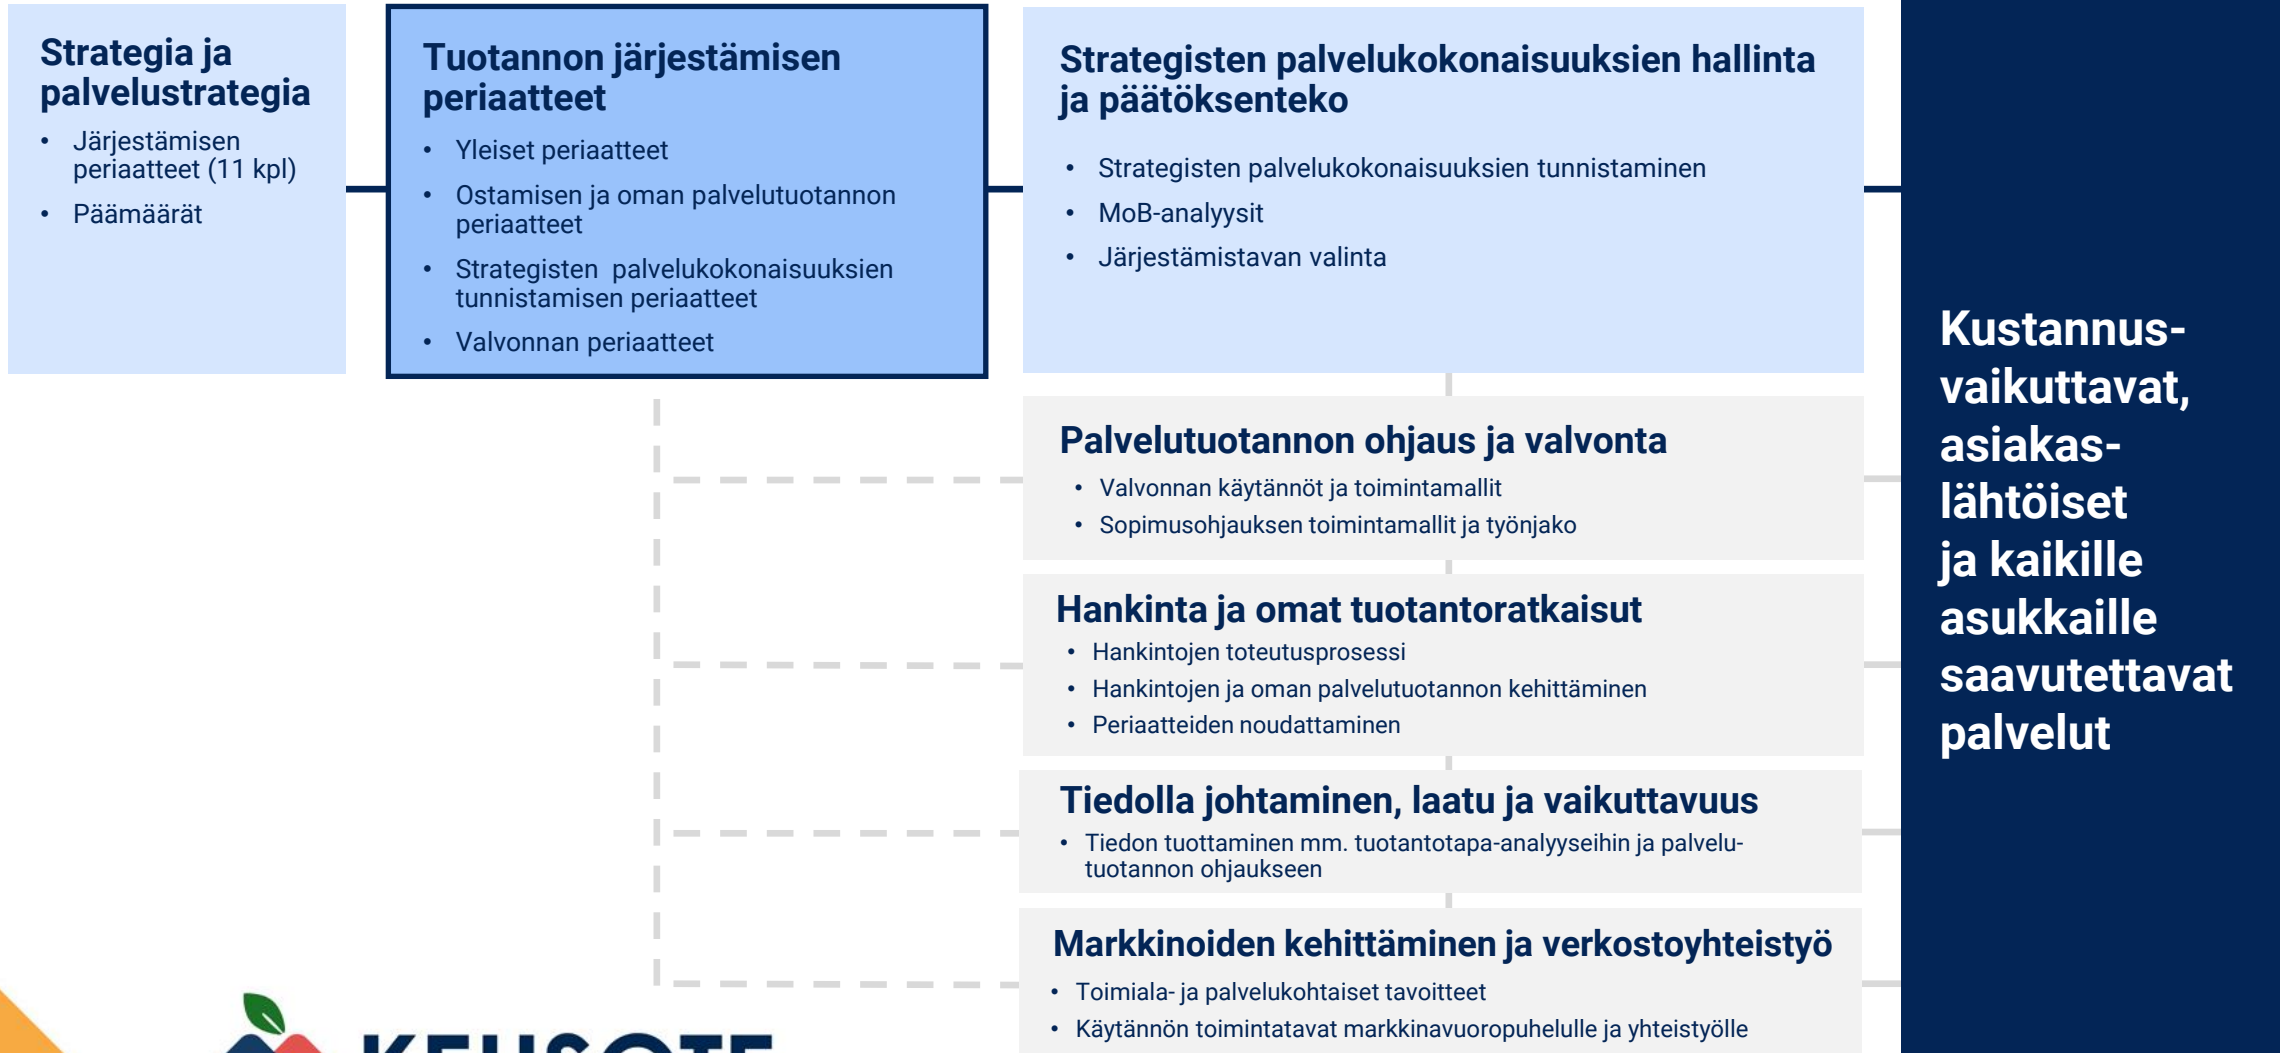 Strategia ja
palvelustrategia
• Järjestämisen
periaatteet (11 kpl)
• Päämäärät
Tuotannon järjestämisen
periaatteet
• Yleiset periaatteet
• Ostamisen ja oman palvelutuotannon
periaatteet
• Strategisten palvelukokonaisuuksien
tunnistamisen periaatteet
• Valvonnan periaatteet
Strategisten palvelukokonaisuuksien hallinta
ja päätöksenteko
• Strategisten palvelukokonaisuuksien tunnistaminen
• MoB-analyysit
• Järjestämistavan valinta
Palvelutuotannon ohjaus ja valvonta
• Valvonnan käytännöt ja toimintamallit
• Sopimusohjauksen toimintamallit ja työnjako
Hankinta ja omat tuotantoratkaisut
• Hankintojen toteutusprosessi
• Hankintojen ja oman palvelutuotannon kehittäminen
• Periaatteiden noudattaminen
Tiedolla johtaminen, laatu ja vaikuttavuus
• Tiedon tuottaminen mm. tuotantotapa-analyyseihin ja palvelu-
tuotannon ohjaukseen
Markkinoiden kehittäminen ja verkostoyhteistyö
• Toimiala- ja palvelukohtaiset tavoitteet
• Käytännön toimintatavat markkinavuoropuhelulle ja yhteistyölle
Kustannus-
vaikuttavat,
asiakas-
lähtöiset
ja kaikille
asukkaille
saavutettavat
palvelut
KEUSOTE